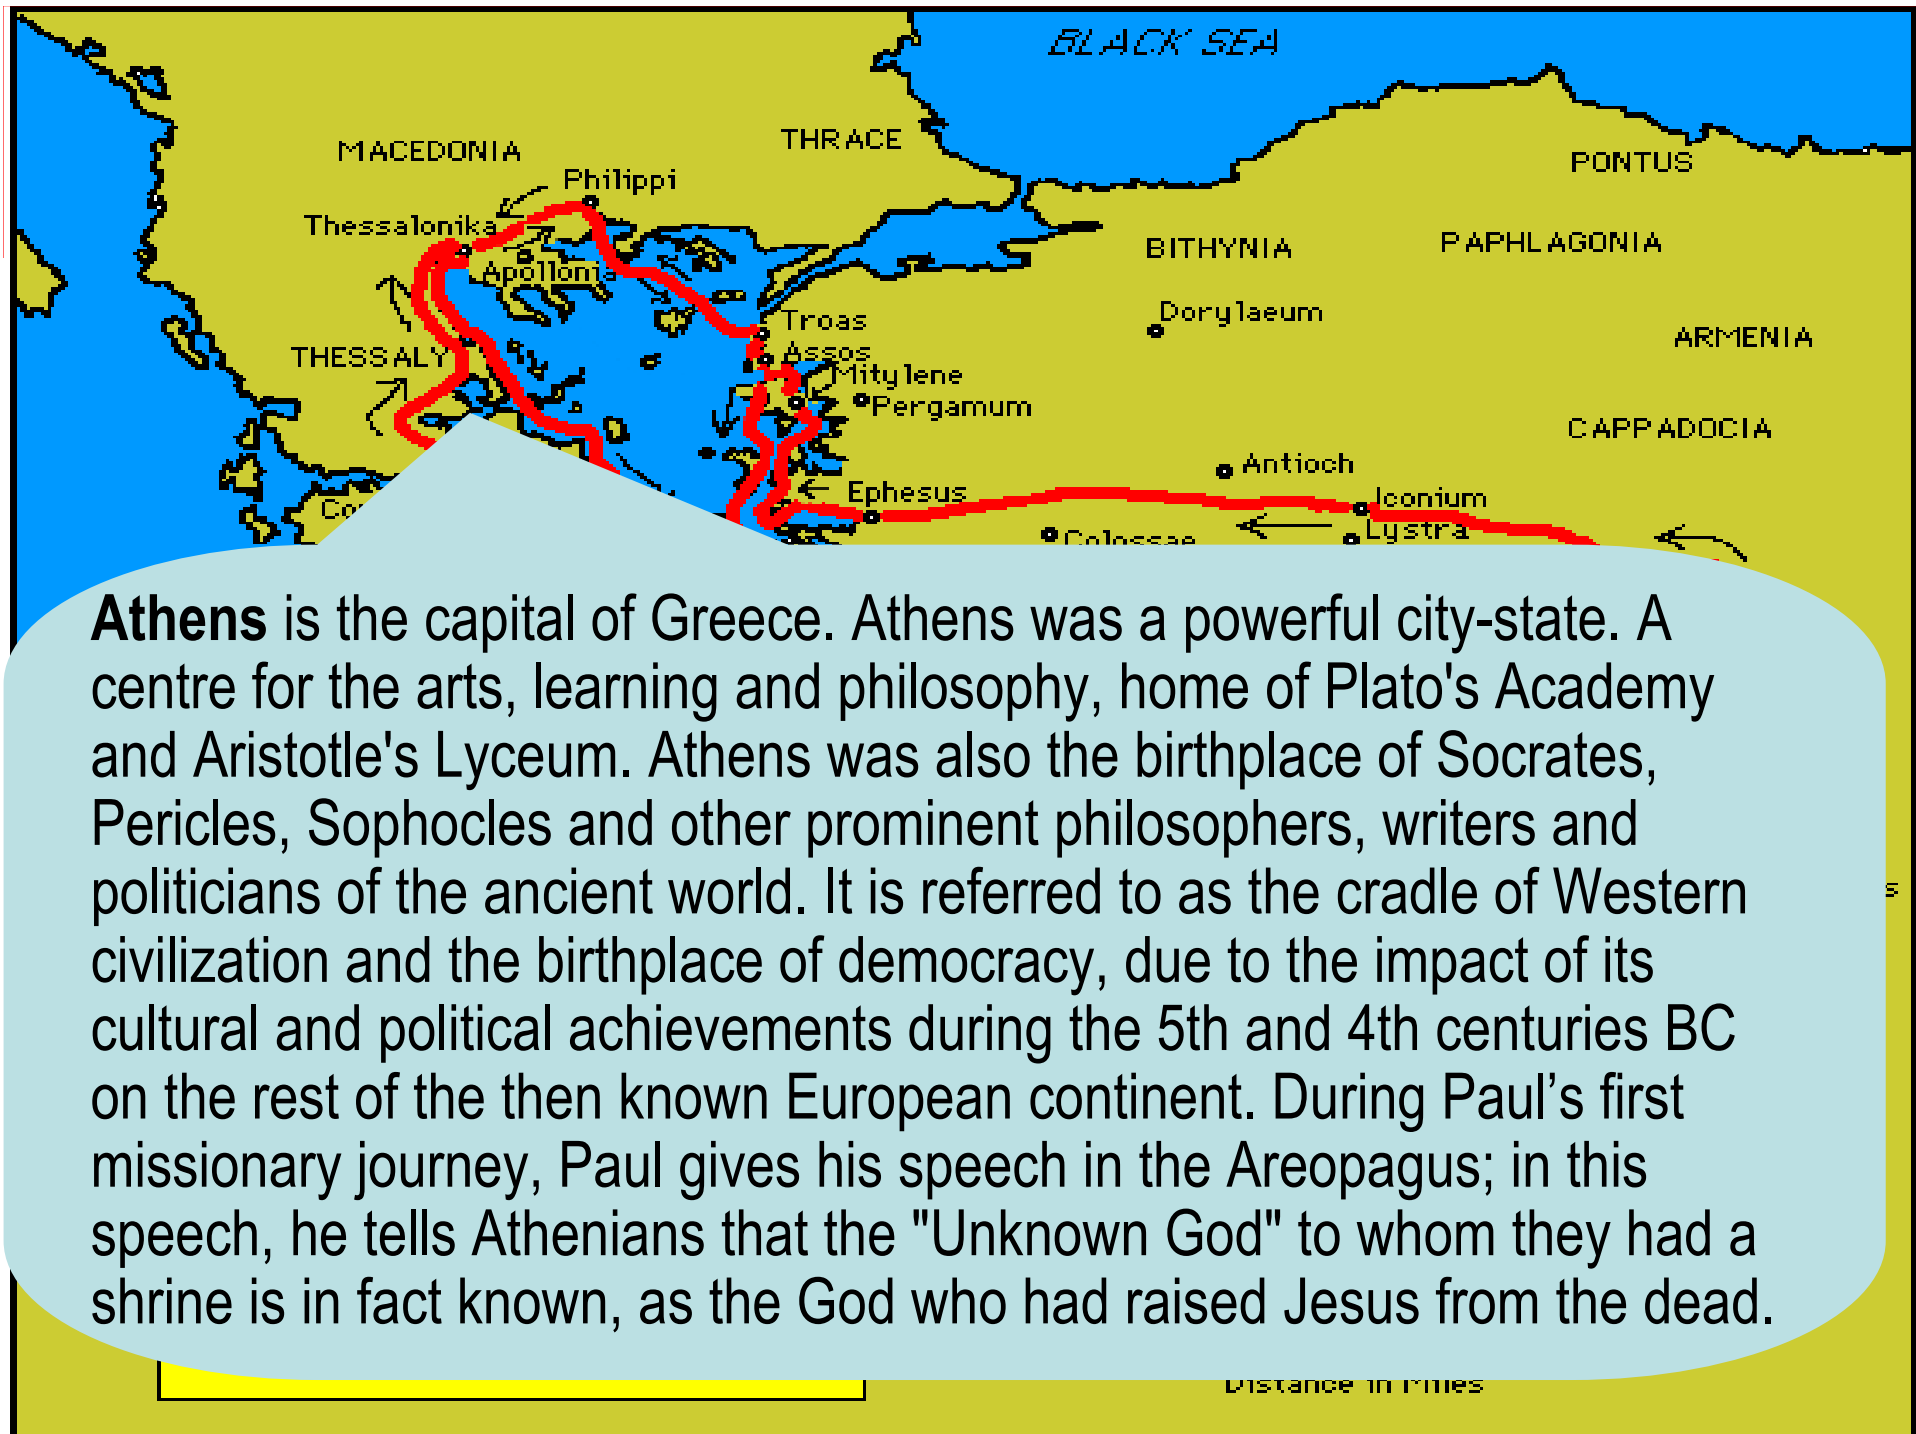 BLACK SEA
THRACE
MACEDONIA
PONTUS
Philippi
Thessalonika
BITHYNIA
PAPHLAGONIA
Apollonia
Troas
Dorylaeum
ARMENIA
THESSALY
Assos
Mitylene
Pergamum
CAPPADOCIA
Antioch
Ephesus
Iconium
Lystra
Colossae
Athens is the capital of Greece. Athens was a powerful city-state. A
centre for the arts, learning and philosophy, home of Plato's Academy
and Aristotle's Lyceum. Athens was also the birthplace of Socrates,
Pericles, Sophocles and other prominent philosophers, writers and
politicians of the ancient world. It is referred to as the cradle of Western
civilization and the birthplace of democracy, due to the impact of its
cultural and political achievements during the 5th and 4th centuries BC
on the rest of the then known European continent. During Paul’s first
missionary journey, Paul gives his speech in the Areopagus; in this
speech, he tells Athenians that the "Unknown God" to whom they had a
shrine is in fact known, as the God who had raised Jesus from the dead.
Distance in Miles